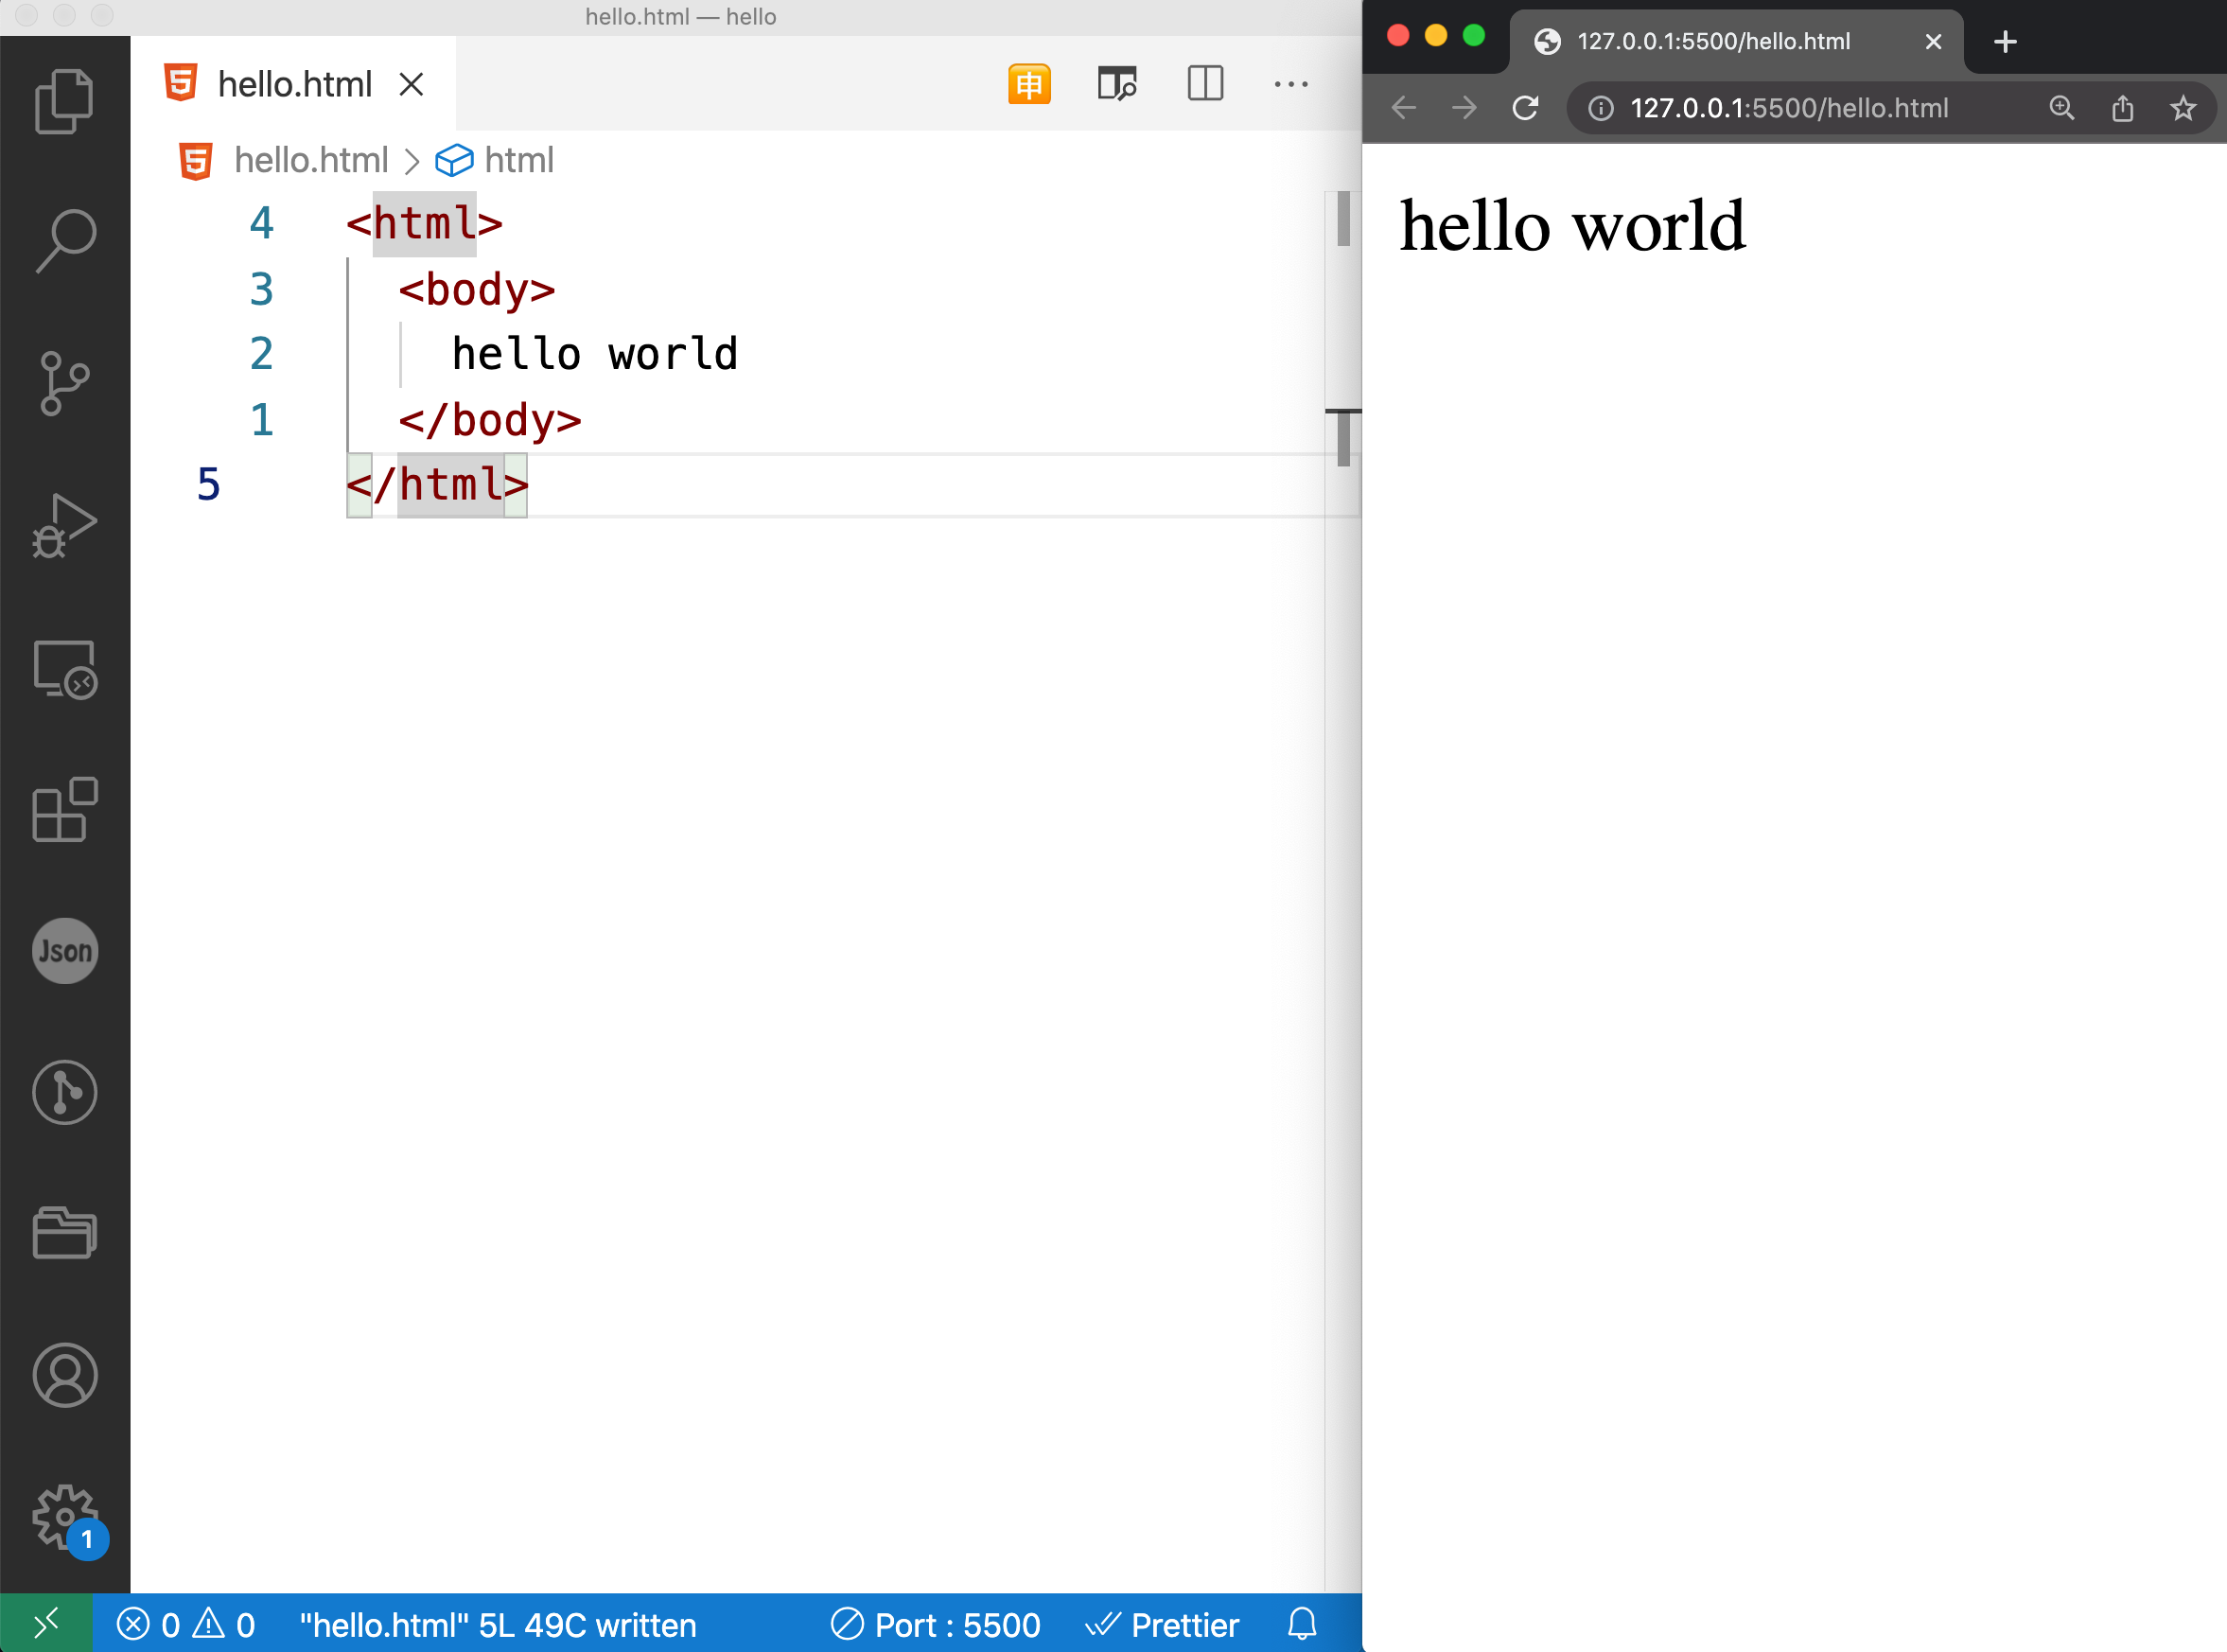 hello.html — hello
hello.html
申
hello.html > html
4 <html>
3 <body>
2 hello world
1 </body>
5 </html>
Json
1
0 0 "hello.html" 5L 49C written Port : 5500 Prettier
127.0.0.1:5500/hello.html
127.0.0.1:5500/hello.html
hello world